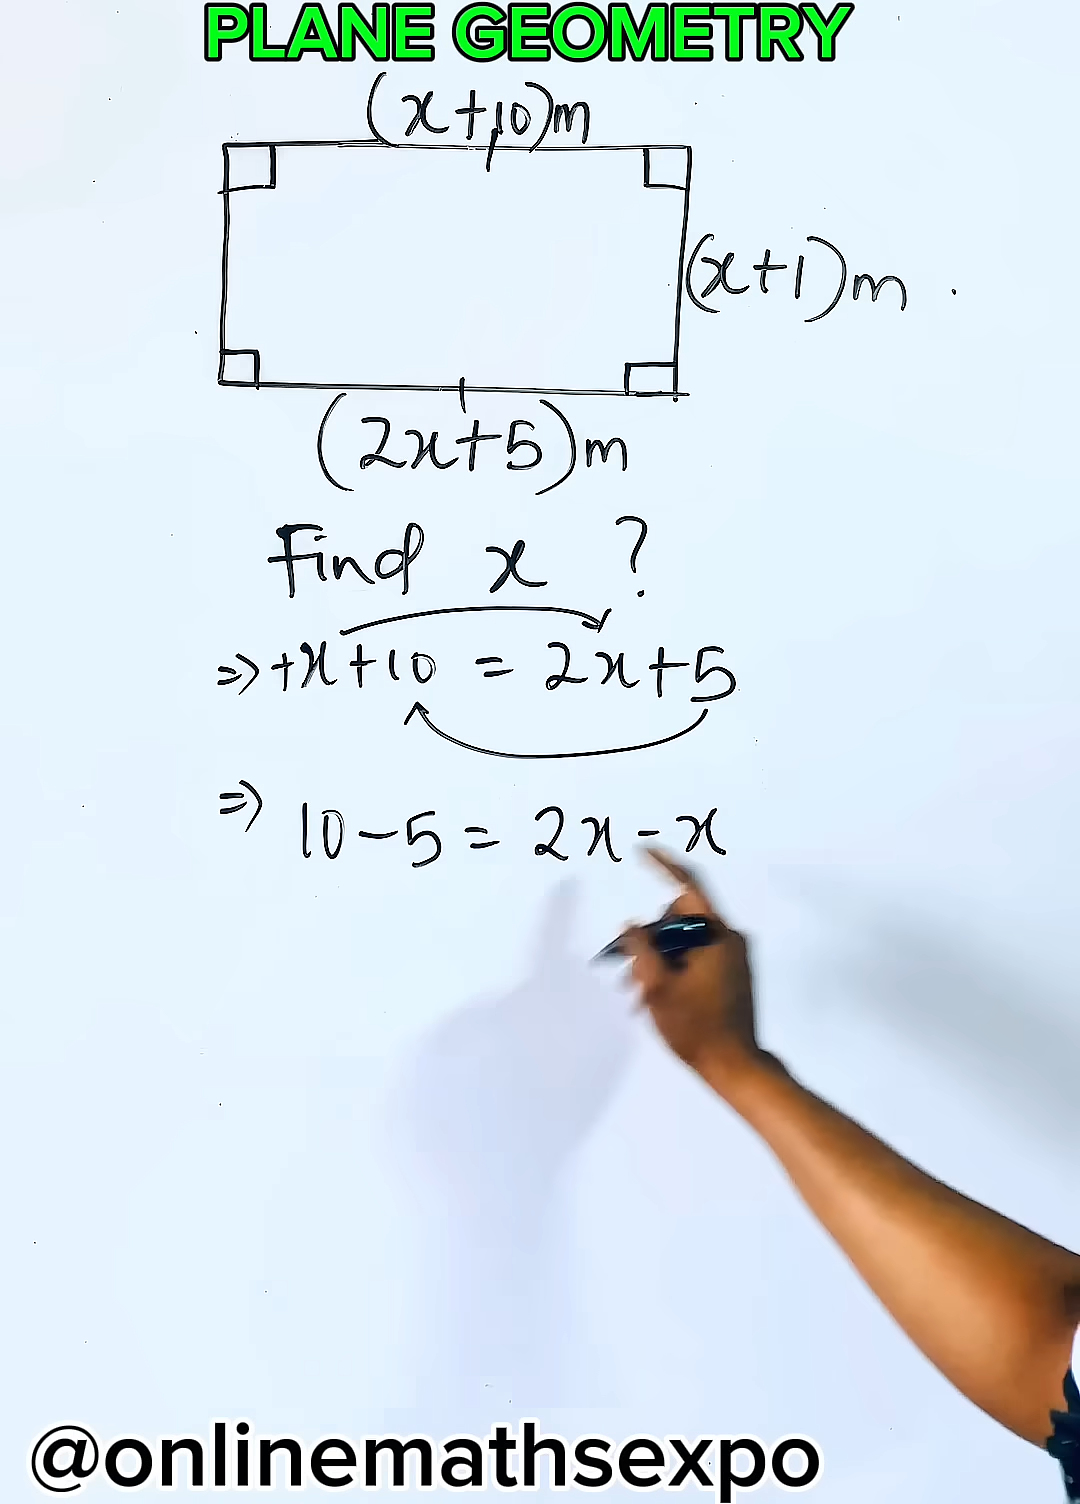 PLANE GEOMETRY
(x+10)m
(x+1)m
(2x+5)m
Find x ?
⇒ +x+10 = 2x+5
⇒ 10-5 = 2x-x
@onlinemathsexpo